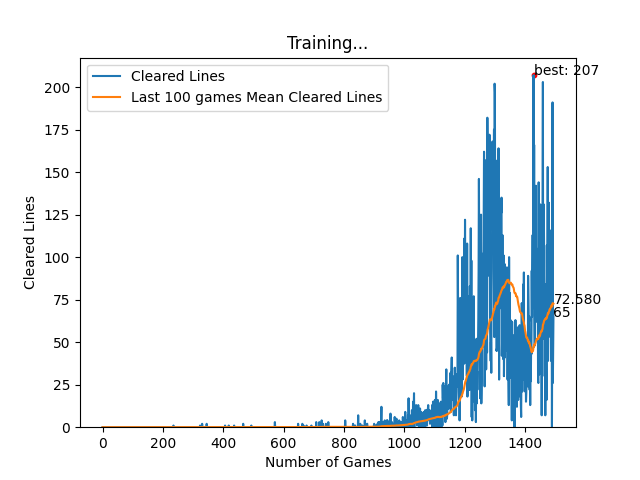 Training...
best: 207
Cleared Lines
Last 100 games Mean Cleared Lines
200
175
150
125
100
75
50
25
0
Cleared Lines
72.580
65
0 200 400 600 800 1000 1200 1400
Number of Games